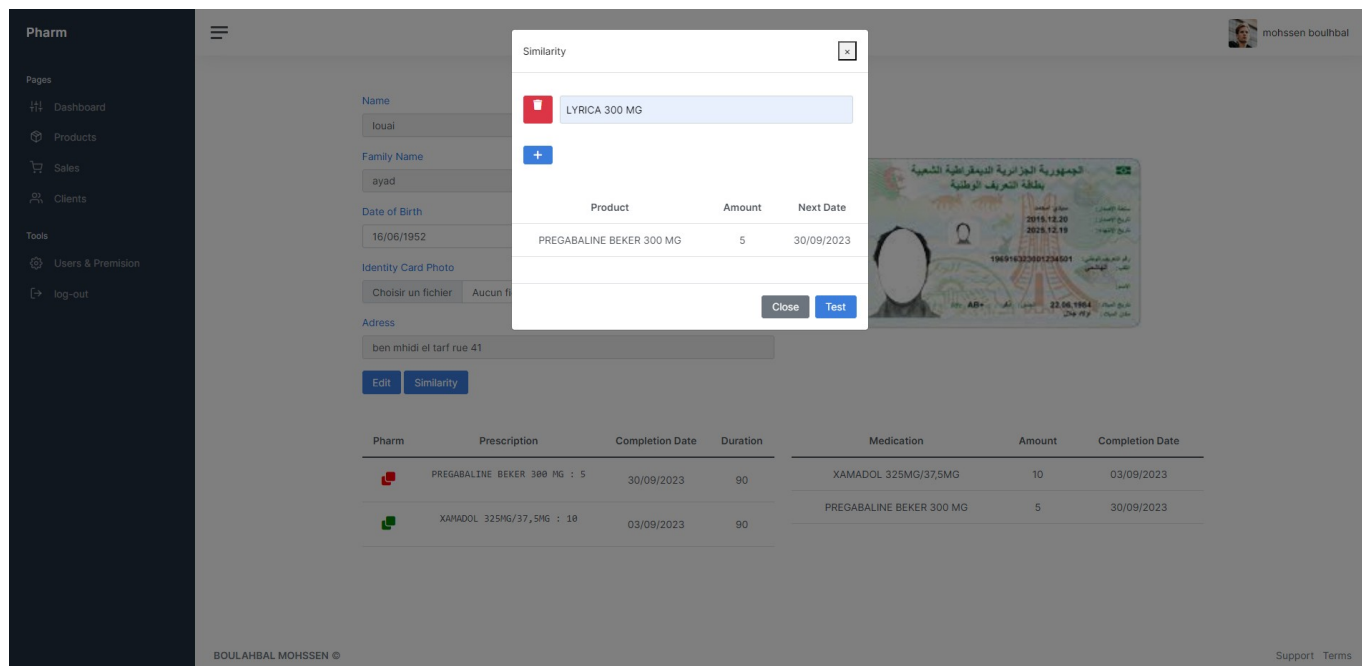 Pharm
mohssen boulhbal
Pages
Dashboard
Products
Sales
Clients
Tools
Users & Premision
log-out
Similarity
×
LYRICA 300 MG
+
Product Amount Next Date
PREGABALINE BEKER 300 MG 5 30/09/2023
Close Test
Name
louai
Family Name
ayad
Date of Birth
16/06/1952
Identity Card Photo
Choisir un fichier Aucun fi
Adress
ben mhidi el tarf rue 41
Edit Similarity
الجمهورية الجزائرية الديمقراطية الشعبية
بطاقة التعريف الوطنية
2015.12.20
2025.12.19
AB+
22.06.1964
Pharm Prescription Completion Date Duration
PREGABALINE BEKER 300 MG : 5 30/09/2023 90
XAMADOL 325MG/37,5MG : 10 03/09/2023 90
Medication Amount Completion Date
XAMADOL 325MG/37,5MG 10 03/09/2023
PREGABALINE BEKER 300 MG 5 30/09/2023
BOULAHBAL MOHSSEN ©
Support Terms